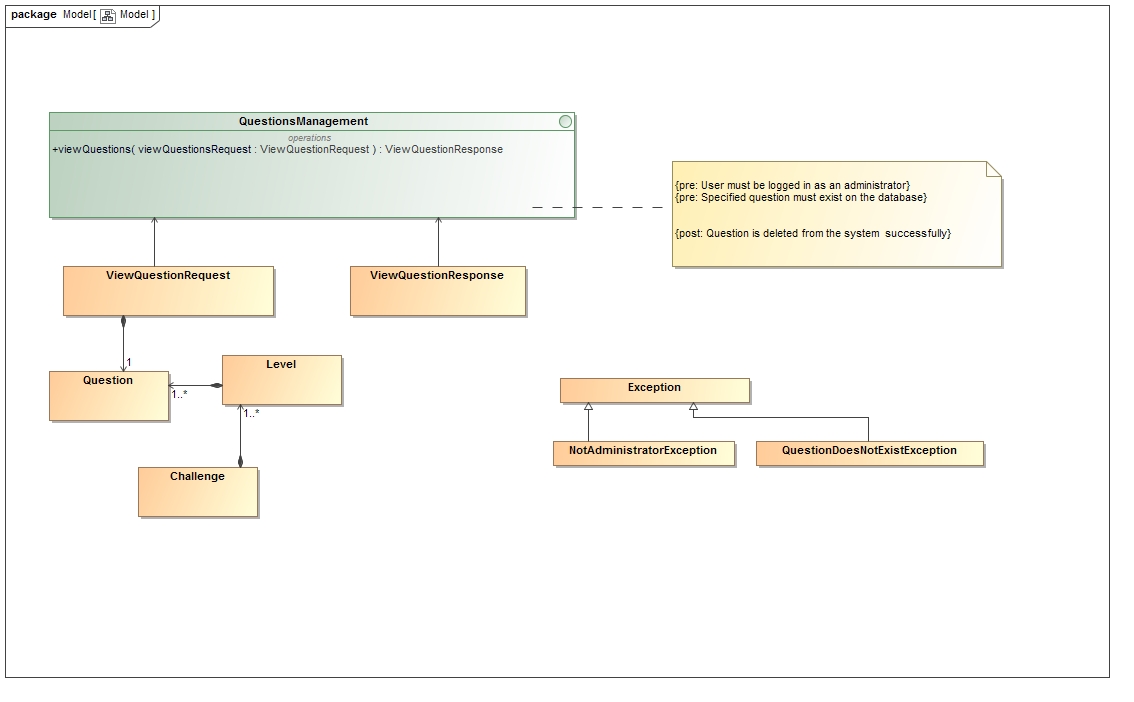 package Model[ Model ]
QuestionsManagement
operations
+viewQuestions( viewQuestionsRequest : ViewQuestionRequest ) : ViewQuestionResponse
{pre: User must be logged in as an administrator}
{pre: Specified question must exist on the database}
{post: Question is deleted from the system  successfully}
ViewQuestionRequest
ViewQuestionResponse
1
Question
1..*
Level
1..*
Challenge
Exception
NotAdministratorException
QuestionDoesNotExistException